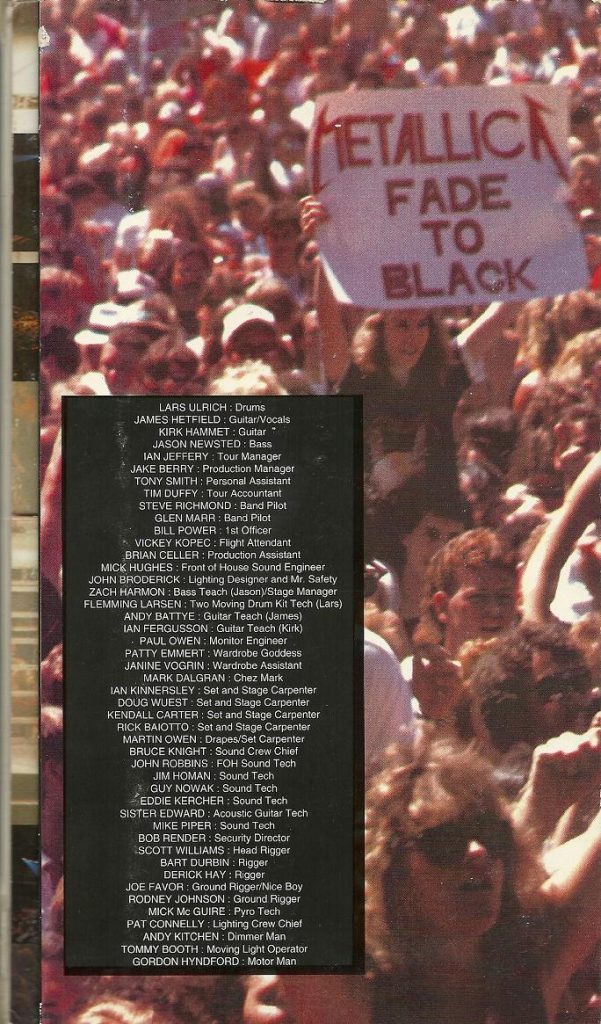 METALLICA
FADE
TO
BLACK
LARS ULRICH : Drums
JAMES HETFIELD : Guitar/Vocals
KIRK HAMMET : Guitar
JASON NEWSTED : Bass
IAN JEFFERY : Tour Manager
JAKE BERRY : Production Manager
TONY SMITH : Personal Assistant
TIM DUFFY : Tour Accountant
STEVE RICHMOND : Band Pilot
GLEN MARR : Band Pilot
BILL POWER : 1st Officer
VICKEY KOPEC : Flight Attendant
BRIAN CELLER : Production Assistant
MICK HUGHES : Front of House Sound Engineer
JOHN BRODERICK : Lighting Designer and Mr. Safety
ZACH HARMON : Bass Teach (Jason)/Stage Manager
FLEMMING LARSEN : Two Moving Drum Kit Tech (Lars)
ANDY BATTYE : Guitar Teach (James)
IAN FERGUSSON : Guitar Teach (Kirk)
PAUL OWEN : Monitor Engineer
PATTY EMMERT : Wardrobe Goddess
JANINE VOGRIN : Wardrobe Assistant
MARK DALGRAN : Chez Mark
IAN KINNERSLEY : Set and Stage Carpenter
DOUG WUEST : Set and Stage Carpenter
KENDALL CARTER : Set and Stage Carpenter
RICK BAIOTTO : Set and Stage Carpenter
MARTIN OWEN : Drapes/Set Carpenter
BRUCE KNIGHT : Sound Crew Chief
JOHN ROBBINS : FOH Sound Tech
JIM HOMAN : Sound Tech
GUY NOWAK : Sound Tech
EDDIE KERCHER : Sound Tech
SISTER EDWARD : Acoustic Guitar Tech
MIKE PIPER : Sound Tech
BOB RENDER : Security Director
SCOTT WILLIAMS : Head Rigger
BART DURBIN : Rigger
DERICK HAY : Rigger
JOE FAVOR : Ground Rigger/Nice Boy
RODNEY JOHNSON : Ground Rigger
MICK Mc GUIRE : Pyro Tech
PAT CONNELLY : Lighting Crew Chief
ANDY KITCHEN : Dimmer Man
TOMMY BOOTH : Moving Light Operator
GORDON HYNDFORD : Motor Man